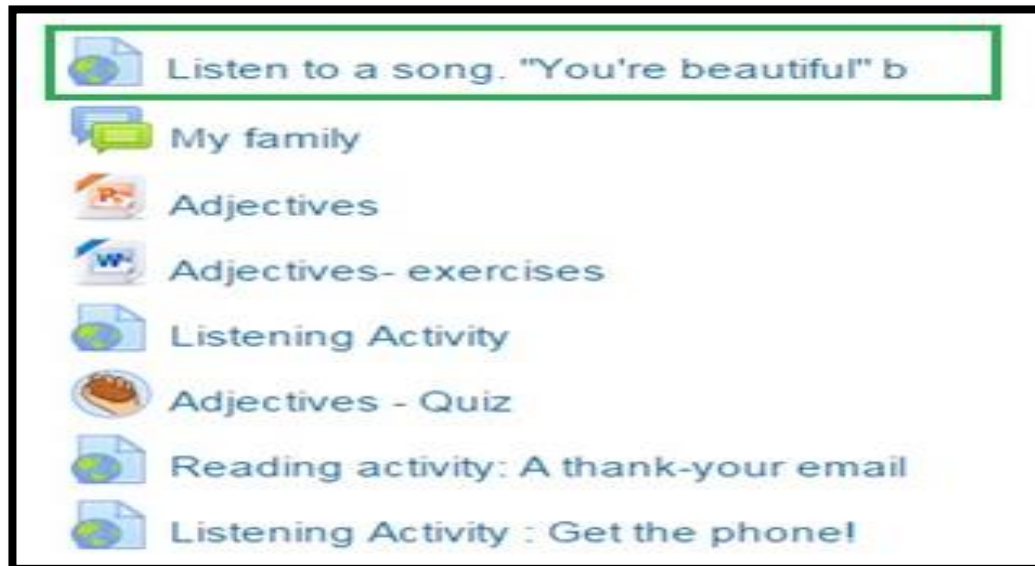 Listen to a song. "You're beautiful" b
My family
Adjectives
Adjectives- exercises
Listening Activity
Adjectives - Quiz
Reading activity: A thank-your email
Listening Activity : Get the phone!